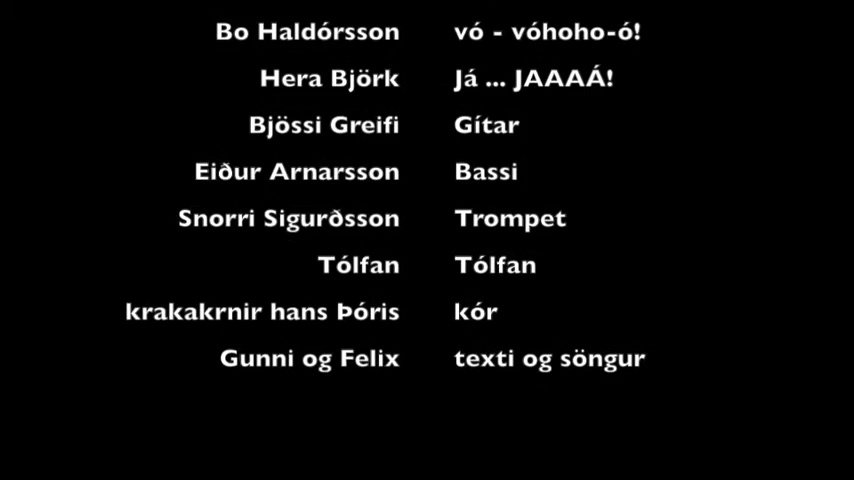 Bo Haldórsson vó - vóhoho-ó!
Hera Björk Já ... JAAAÁ!
Bjössi Greifi Gítar
Eiður Arnarsson Bassi
Snorri Sigurðsson Trompet
Tólfan Tólfan
krakakrnir hans Þóris kór
Gunni og Felix texti og söngur